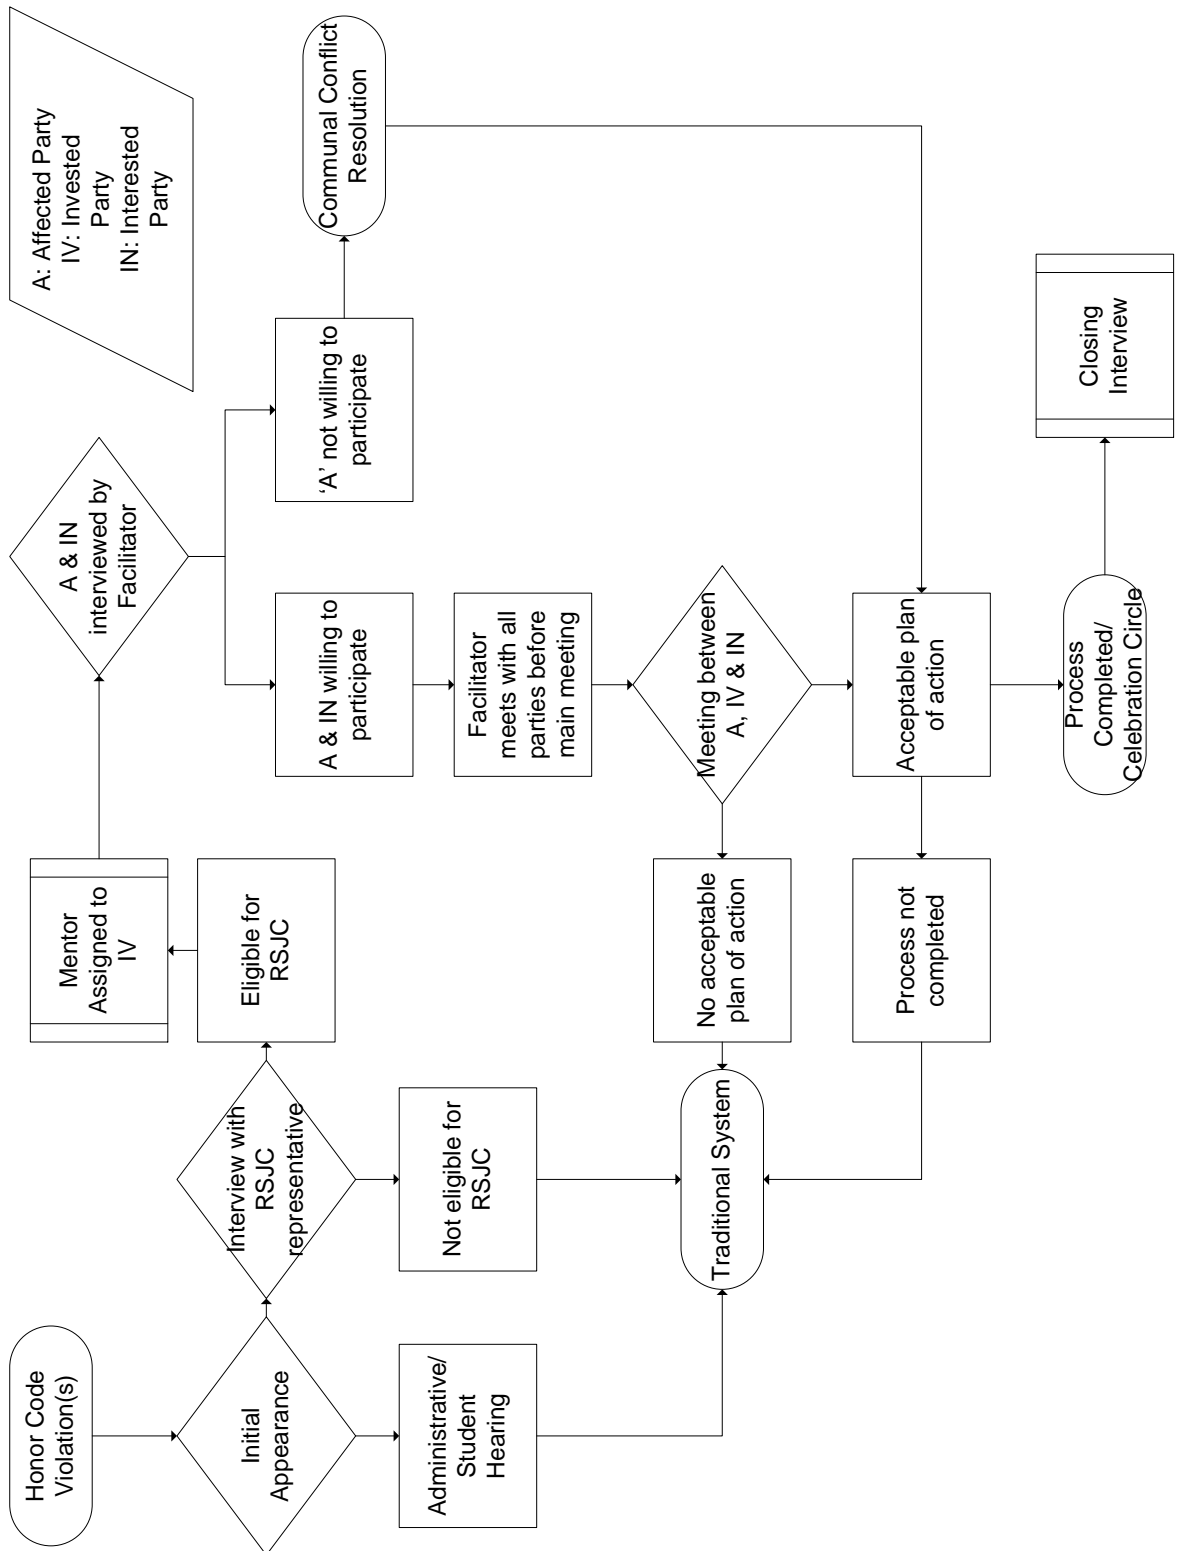 Honor Code
Violation(s)
Initial
Appearance
Administrative/
Student
Hearing
Interview with
RSJC
representative
Not eligible for
RSJC
Eligible for
RSJC
Mentor
Assigned to
IV
A & IN
interviewed by
Facilitator
A: Affected Party
IV: Invested
Party
IN: Interested
Party
A & IN willing to
participate
'A' not willing to
participate
Communal Conflict
Resolution
Facilitator
meets with all
parties before
main meeting
Meeting between
A, IV & IN
No acceptable
plan of action
Traditional System
Acceptable plan
of action
Process not
completed
Process
Completed/
Celebration Circle
Closing
Interview